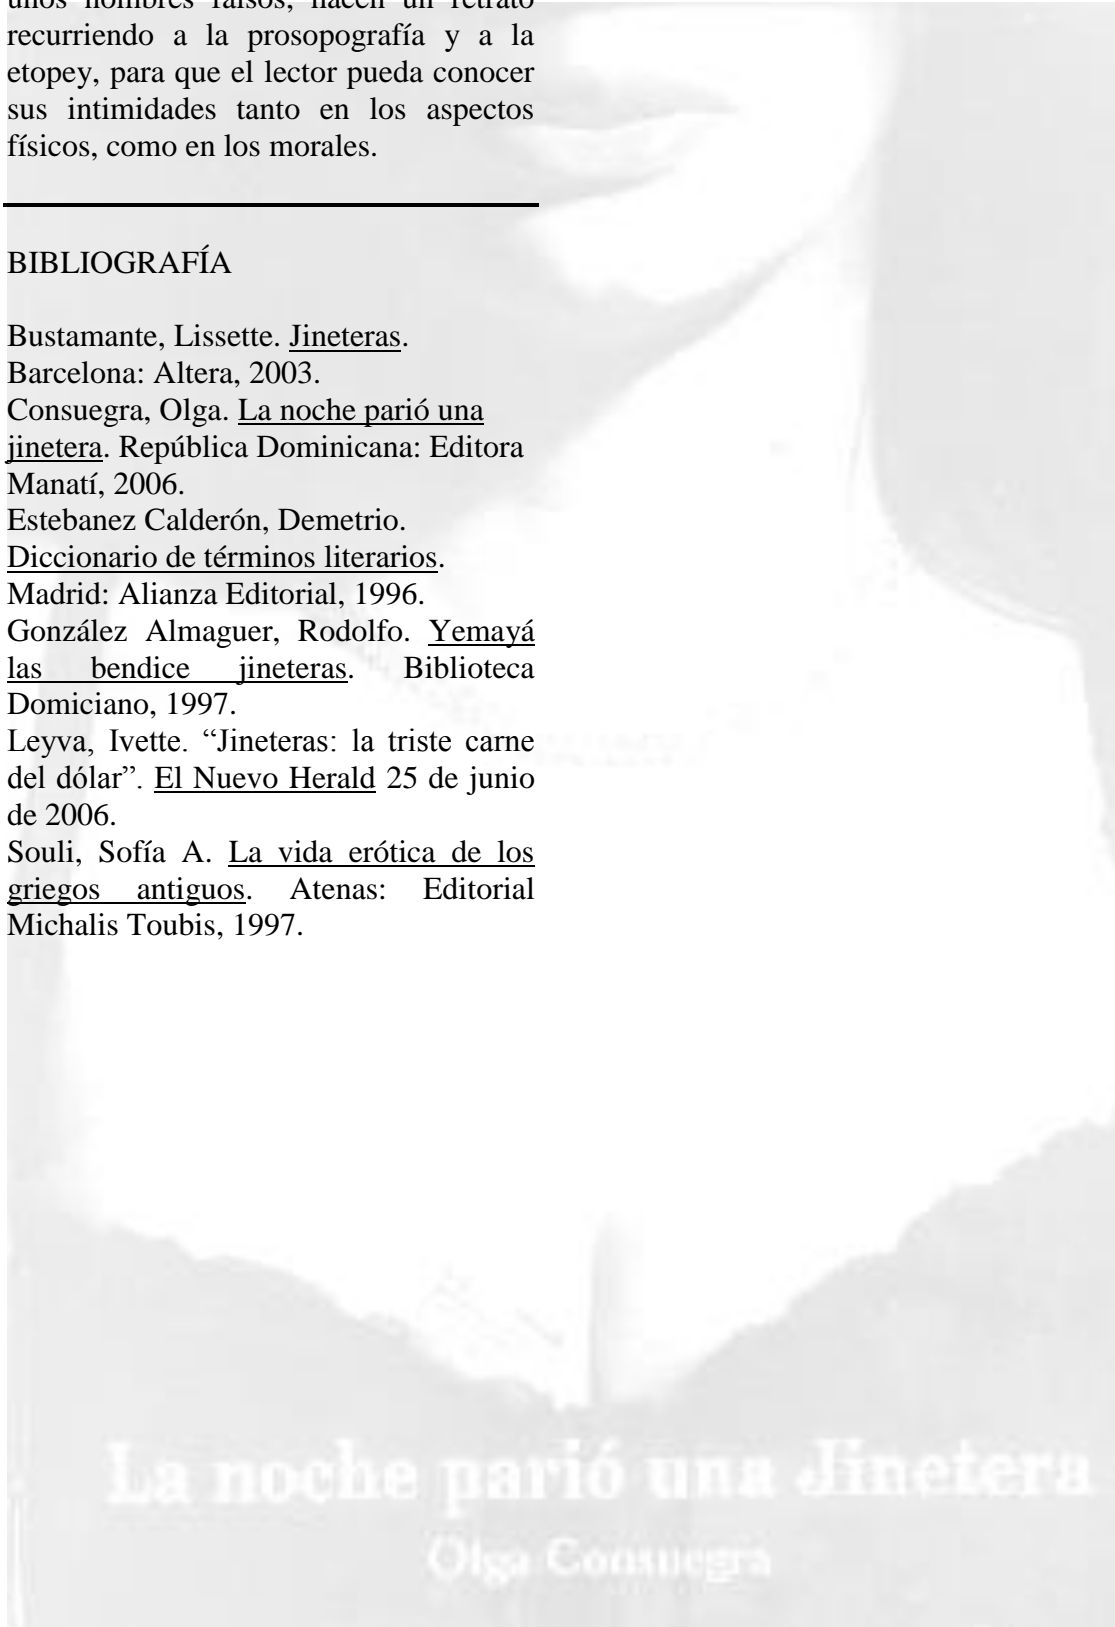 unos nombres falsos, hacen un retrato
recurriendo a la prosopografía y a la
etopey, para que el lector pueda conocer
sus intimidades tanto en los aspectos
físicos, como en los morales.
BIBLIOGRAFÍA
Bustamante, Lissette. Jineteras.
Barcelona: Altera, 2003.
Consuegra, Olga. La noche parió una
jinetera. República Dominicana: Editora
Manatí, 2006.
Estebanez Calderón, Demetrio.
Diccionario de términos literarios.
Madrid: Alianza Editorial, 1996.
González Almaguer, Rodolfo. Yemayá
las bendice jineteras. Biblioteca
Domiciano, 1997.
Leyva, Ivette. “Jineteras: la triste carne
del dólar”. El Nuevo Herald 25 de junio
de 2006.
Souli, Sofía A. La vida erótica de los
griegos antiguos. Atenas: Editorial
Michalis Toubis, 1997.
La noche parió una Jinetera
Olga Consuegra